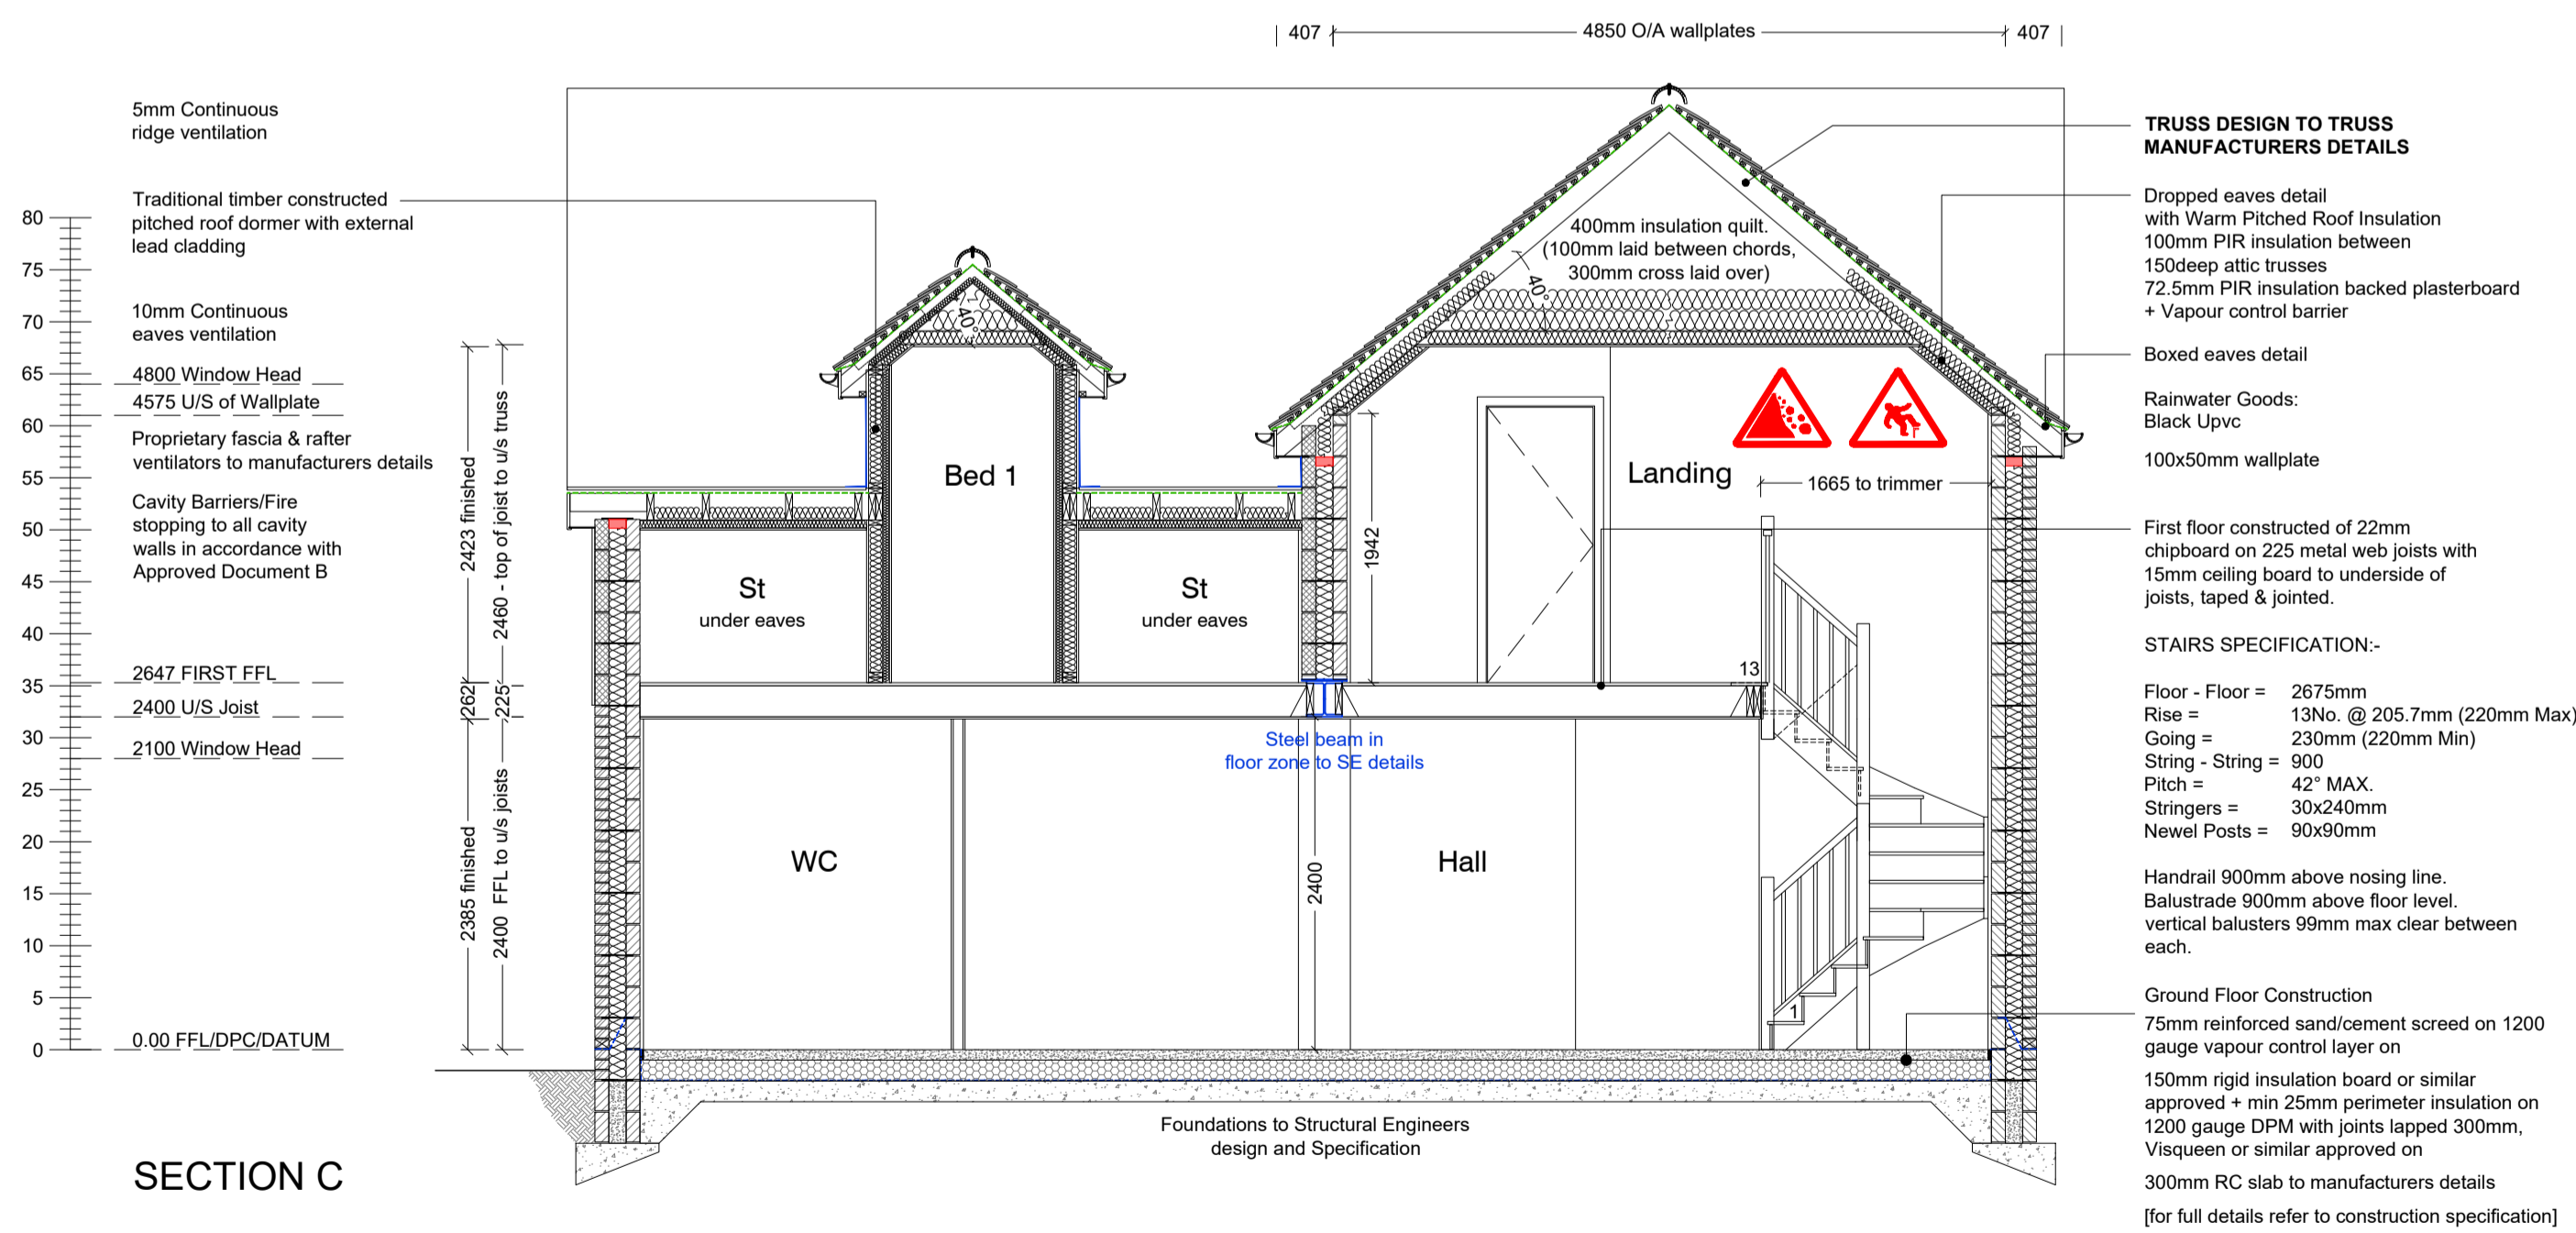 407
4850 O/A wallplates
407
5mm Continuous
ridge ventilation
Traditional timber constructed
pitched roof dormer with external
lead cladding
10mm Continuous
eaves ventilation
4800 Window Head
4575 U/S of Wallplate
Proprietary fascia & rafter
ventilators to manufacturers details
Cavity Barriers/Fire
stopping to all cavity
walls in accordance with
Approved Document B
2647 FIRST FFL
2400 U/S Joist
2100 Window Head
0.00 FFL/DPC/DATUM
80
75
70
65
60
55
50
45
40
35
30
25
20
15
10
5
0
2423 finished
2460 - top of joist to u/s truss
262
225
2385 finished
2400 FFL to u/s joists
40°
Bed 1
St
under eaves
St
under eaves
400mm insulation quilt.
(100mm laid between chords,
300mm cross laid over)
40°
Landing
1665 to trimmer
1942
13
Steel beam in
floor zone to SE details
WC
2400
Hall
1
Foundations to Structural Engineers
design and Specification
SECTION C
TRUSS DESIGN TO TRUSS
MANUFACTURERS DETAILS
Dropped eaves detail
with Warm Pitched Roof Insulation
100mm PIR insulation between
150deep attic trusses
72.5mm PIR insulation backed plasterboard
+ Vapour control barrier
Boxed eaves detail
Rainwater Goods:
Black Upvc
100x50mm wallplate
First floor constructed of 22mm
chipboard on 225 metal web joists with
15mm ceiling board to underside of
joists, taped & jointed.
STAIRS SPECIFICATION:-
Floor - Floor = 2675mm
Rise = 13No. @ 205.7mm (220mm Max)
Going = 230mm (220mm Min)
String - String = 900
Pitch = 42° MAX.
Stringers = 30x240mm
Newel Posts = 90x90mm
Handrail 900mm above nosing line.
Balustrade 900mm above floor level.
vertical balusters 99mm max clear between
each.
Ground Floor Construction
75mm reinforced sand/cement screed on 1200
gauge vapour control layer on
150mm rigid insulation board or similar
approved + min 25mm perimeter insulation on
1200 gauge DPM with joints lapped 300mm,
Visqueen or similar approved on
300mm RC slab to manufacturers details
[for full details refer to construction specification]